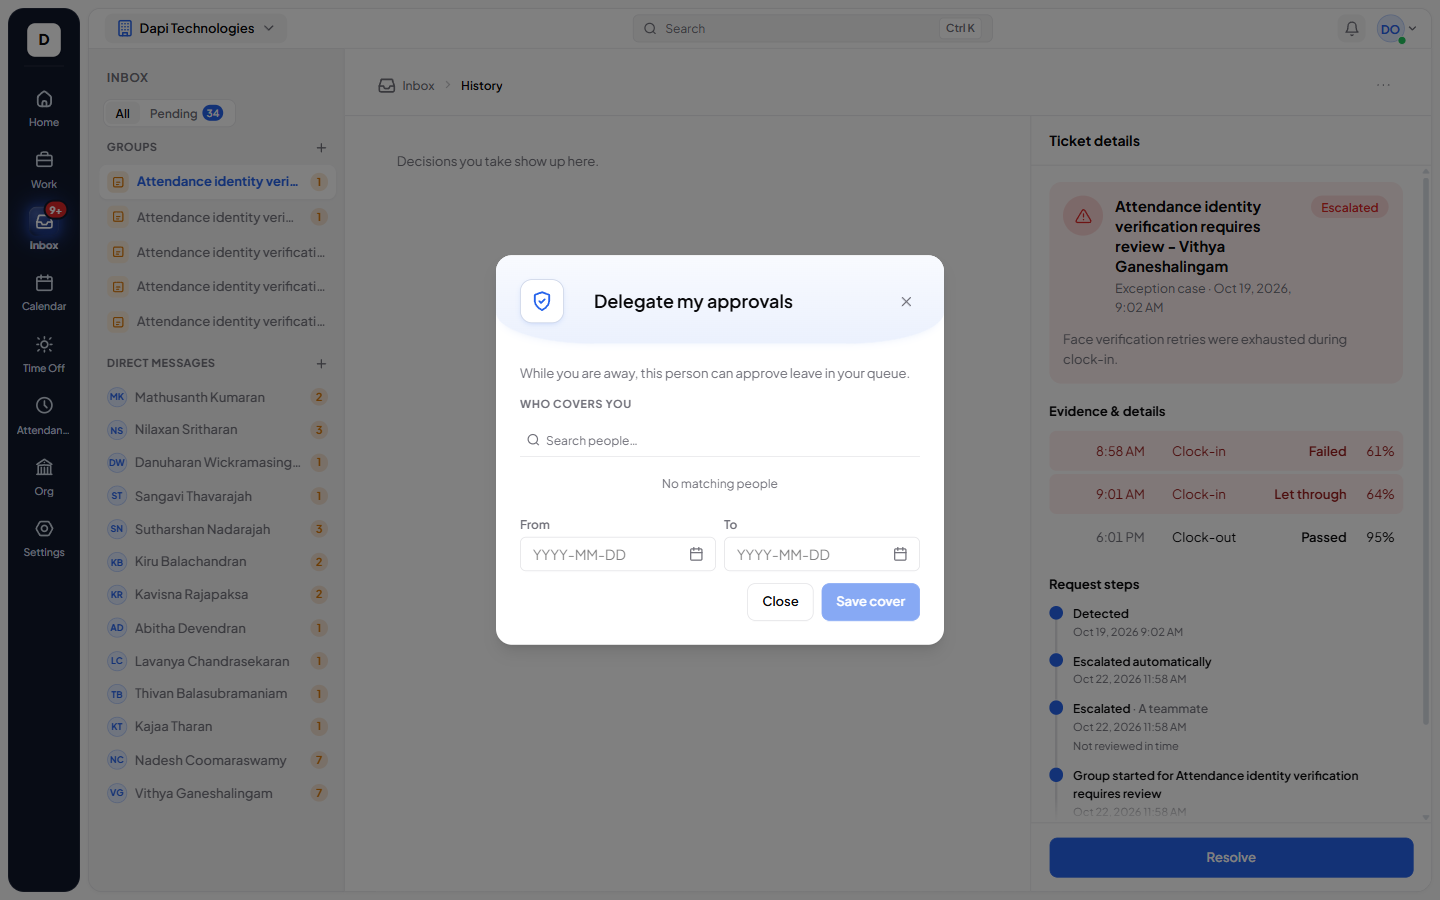 D
Home
Work
9+
Inbox
Calendar
Time Off
Attendan...
Org
Settings
Dapi Technologies
Search
Ctrl K
DO
INBOX
All
Pending 34
GROUPS
Attendance identity veri... 1
Attendance identity veri... 1
Attendance identity verificati...
Attendance identity verificati...
Attendance identity verificati...
DIRECT MESSAGES
MK Mathusanth Kumaran 2
NS Nilaxan Sritharan 3
DW Danuharan Wickramasing... 1
ST Sangavi Thavarajah 1
SN Sutharshan Nadarajah 3
KB Kiru Balachandran 2
KR Kavisna Rajapaksa 2
AD Abitha Devendran 1
LC Lavanya Chandrasekaran 1
TB Thivan Balasubramaniam 1
KT Kajaa Tharan 1
NC Nadesh Coomaraswamy 7
VG Vithya Ganeshalingam 7
Inbox > History
...
Decisions you take show up here.
Delegate my approvals
While you are away, this person can approve leave in your queue.
WHO COVERS YOU
Search people...
No matching people
From To
YYYY-MM-DD YYYY-MM-DD
Close Save cover
Ticket details
Attendance identity
verification requires
review - Vithya
Ganeshalingam
Escalated
Exception case · Oct 19, 2026,
9:02 AM
Face verification retries were exhausted during
clock-in.
Evidence & details
8:58 AM Clock-in Failed 61%
9:01 AM Clock-in Let through 64%
6:01 PM Clock-out Passed 95%
Request steps
Detected
Oct 19, 2026 9:02 AM
Escalated automatically
Oct 22, 2026 11:58 AM
Escalated · A teammate
Oct 22, 2026 11:58 AM
Not reviewed in time
Group started for Attendance identity verification
requires review
Oct 22, 2026 11:58 AM
Resolve